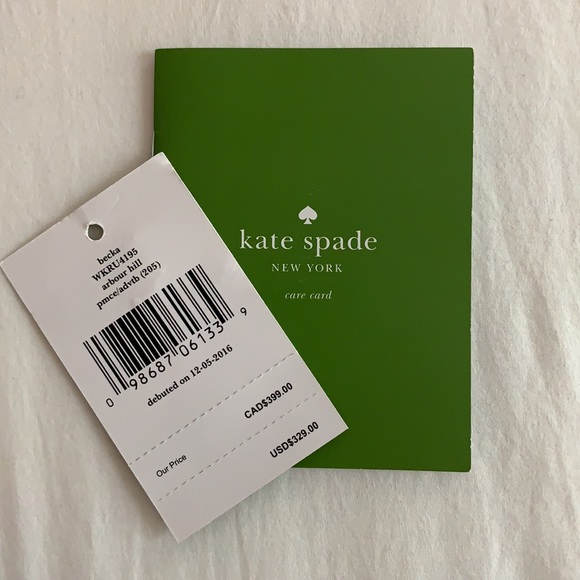 kate spade
NEW YORK
care card
becka
WKRU4195
arbour hill
pmce/advtb (205)
0 98687 06133 9
debuted on 12-05-2016
CAD$399.00
Our Price
USD$329.00